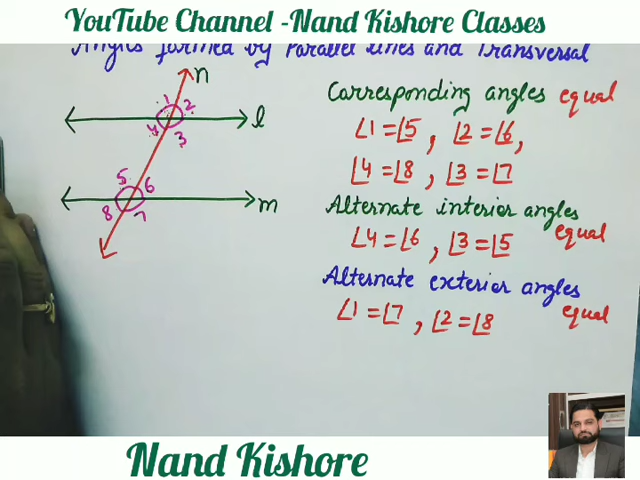 YouTube Channel -Nand Kishore Classes
Angles formed by Parallel lines and Transversal
n
1 2
4 3
l
5 6
8 7
m
Corresponding angles equal
∠1=∠5, ∠2=∠6,
∠4=∠8, ∠3=∠7
Alternate interior angles
equal
∠4=∠6, ∠3=∠5
Alternate exterior angles
equal
∠1=∠7, ∠2=∠8
Nand Kishore